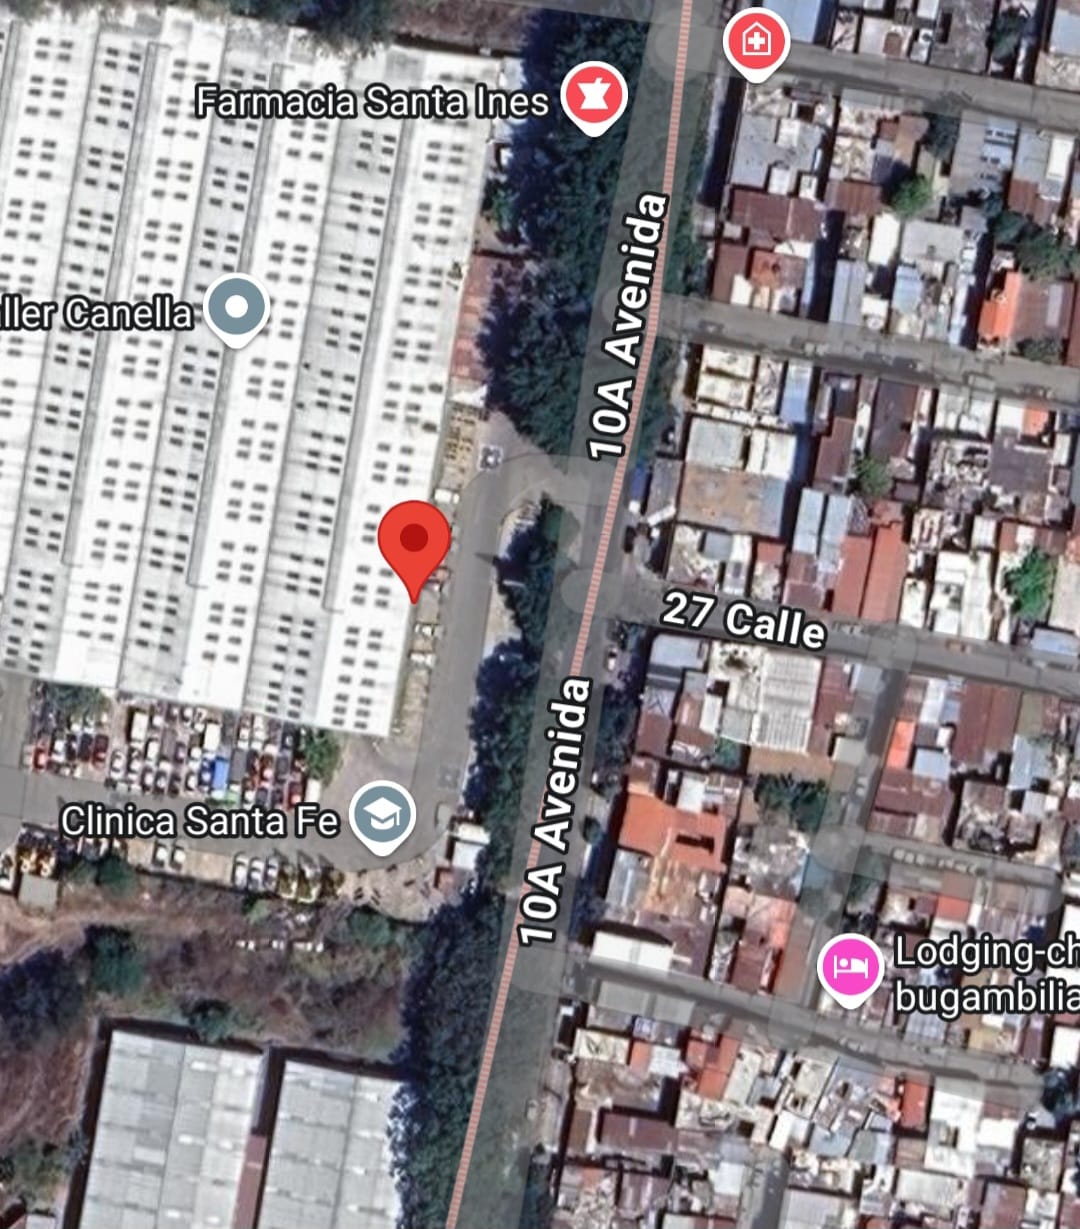 Farmacia Santa Ines
10A Avenida
ller Canella
27 Calle
10A Avenida
Clinica Santa Fe
Lodging-ch
bugambilia